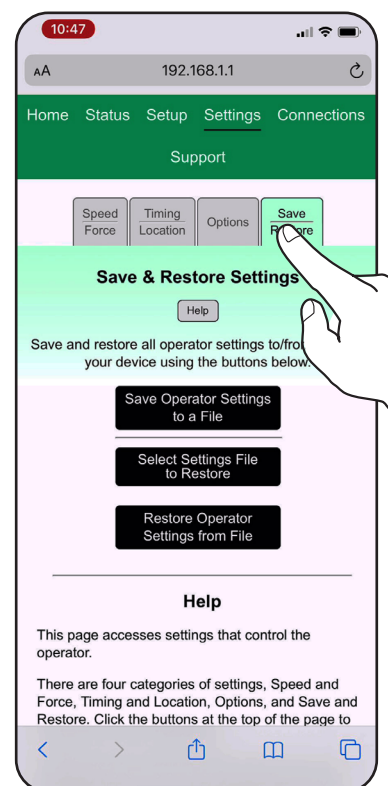 10:47
AA 192.168.1.1
Home Status Setup Settings Connections
Support
Speed
Force
Timing
Location
Options
Save
Save & Restore Settings
Help
Save and restore all operator settings
your device using the buttons below.
Save Operator Settings
to a File
Select Settings File
to Restore
Restore Operator
Settings from File
Help
This page accesses settings that control the
operator.
There are four categories of settings, Speed and
Force, Timing and Location, Options, and Save and
Restore. Click the buttons at the top of the page to